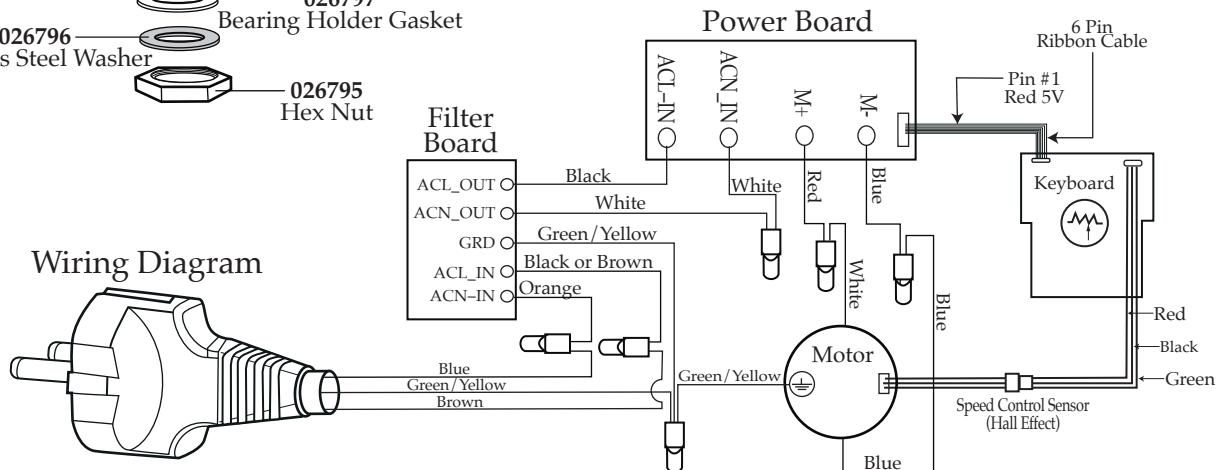 026797
Bearing Holder Gasket
026796
s Steel Washer
026795
Hex Nut
Power Board
ACL-IN
ACN_IN
M+
M-
6 Pin
Ribbon Cable
Pin #1
Red 5V
Filter
Board
ACL_OUT
ACN_OUT
GRD
ACL_IN
ACN-IN
Black
White
Green/Yellow
Black or Brown
Orange
White
Red
Blue
White
Blue
Keyboard
Red
Black
Green
Wiring Diagram
Blue
Green/Yellow
Brown
Green/Yellow
Motor
Speed Control Sensor
(Hall Effect)
Blue